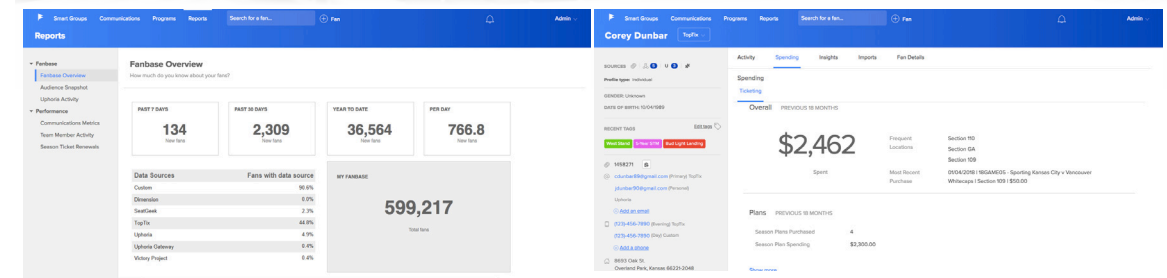 Smart Groups Communications Programs Reports Search for a fan... Fan Admin
Reports
Fanbase
Fanbase Overview
Audience Snapshot
Uphoria Activity
Performance
Communications Metrics
Team Member Activity
Season Ticket Renewals
Fanbase Overview
How much do you know about your fans?
PAST 7 DAYS
134
New fans
PAST 30 DAYS
2,309
New fans
YEAR TO DATE
36,564
New fans
PER DAY
766.8
New fans
Data Sources Fans with data source
Custom 90.6%
Dimension 0.0%
SeatGeek 2.3%
TopTix 44.8%
Uphoria 4.9%
Uphoria Gateway 0.4%
Victory Project 0.4%
MY FANBASE
599,217
Total fans
Smart Groups Communications Programs Reports Search for a fan... Fan Admin
Corey Dunbar TopTix
SOURCES
Profile type: Individual
GENDER: Unknown
DATE OF BIRTH: 10/04/1989
RECENT TAGS Edit tags
West Stand 5-Year STM Bud Light Landing
1498271
cdunbar89@gmail.com (Primary) TopTix
jdunbar90@gmail.com (Personal)
Uphoria
Add an email
(123)-456-7890 (Evening) TopTix
(123)-456-7890 (Day) Custom
Add a phone
8693 Oak St.
Overland Park, Kansas 66221-2048
Activity Spending Insights Imports Fan Details
Spending
Ticketing
Overall PREVIOUS 18 MONTHS
$2,462
Spent
Frequent Locations
Section 110
Section GA
Section 109
Most Recent Purchase
01/04/2018 | 18GAME05 - Sporting Kansas City v Vancouver
Whitecaps | Section 109 | $50.00
Plans PREVIOUS 18 MONTHS
Season Plans Purchased 4
Season Plan Spending $2,300.00
Show more